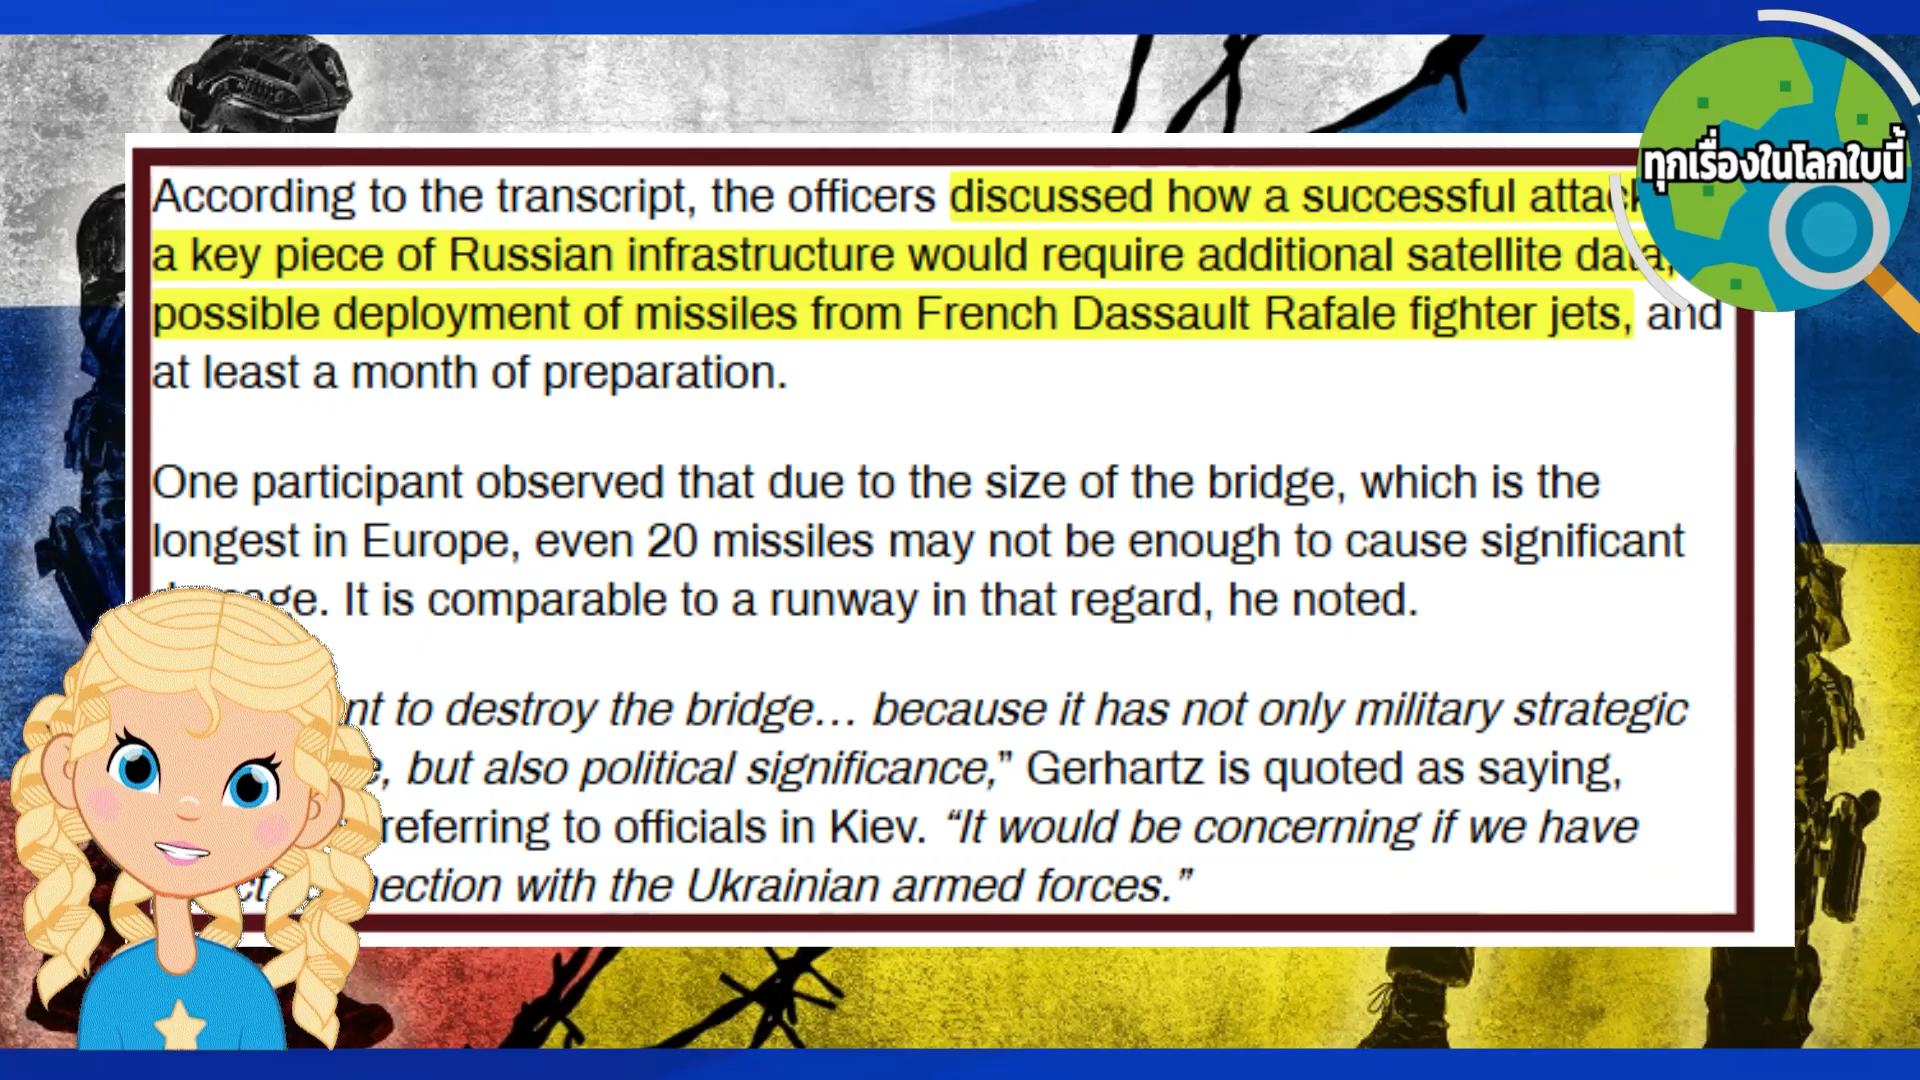 According to the transcript, the officers discussed how a successful attack
ทุกเรื่องในโลกใบนี้
a key piece of Russian infrastructure would require additional satellite data,
possible deployment of missiles from French Dassault Rafale fighter jets, and
at least a month of preparation.
One participant observed that due to the size of the bridge, which is the
longest in Europe, even 20 missiles may not be enough to cause significant
It is comparable to a runway in that regard, he noted.
to destroy the bridge… because it has not only military strategic
but also political significance,” Gerhartz is quoted as saying,
referring to officials in Kiev. “It would be concerning if we have
with the Ukrainian armed forces.”